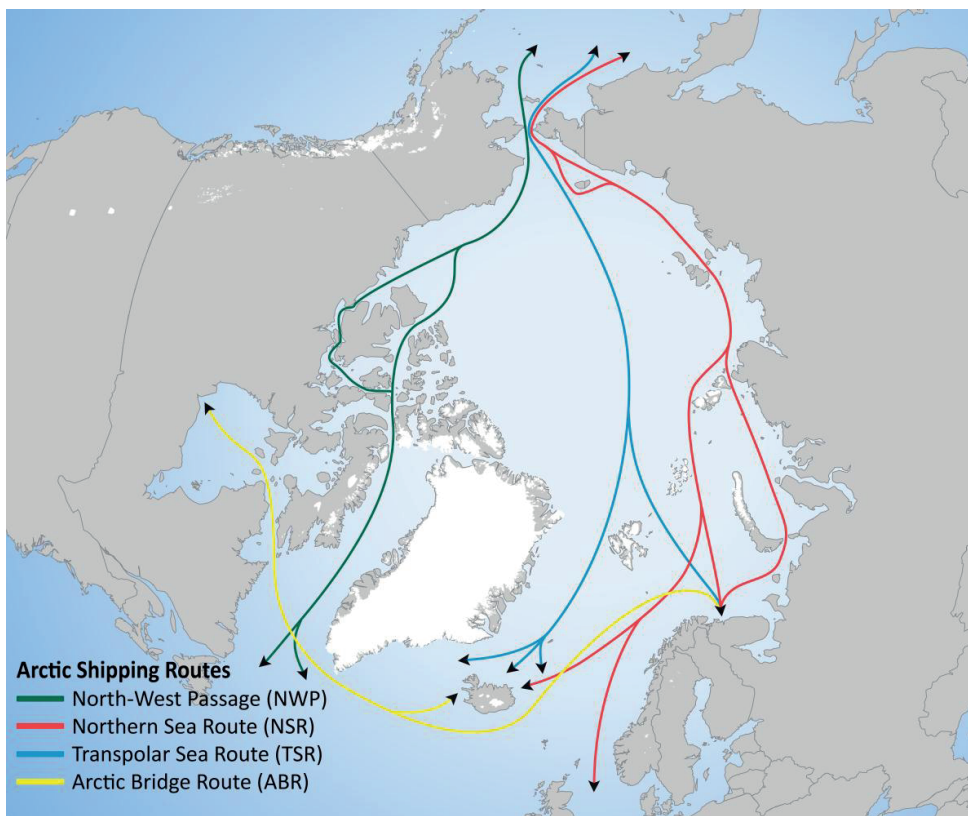 Arctic Shipping Routes
North-West Passage (NWP)
Northern Sea Route (NSR)
Transpolar Sea Route (TSR)
Arctic Bridge Route (ABR)